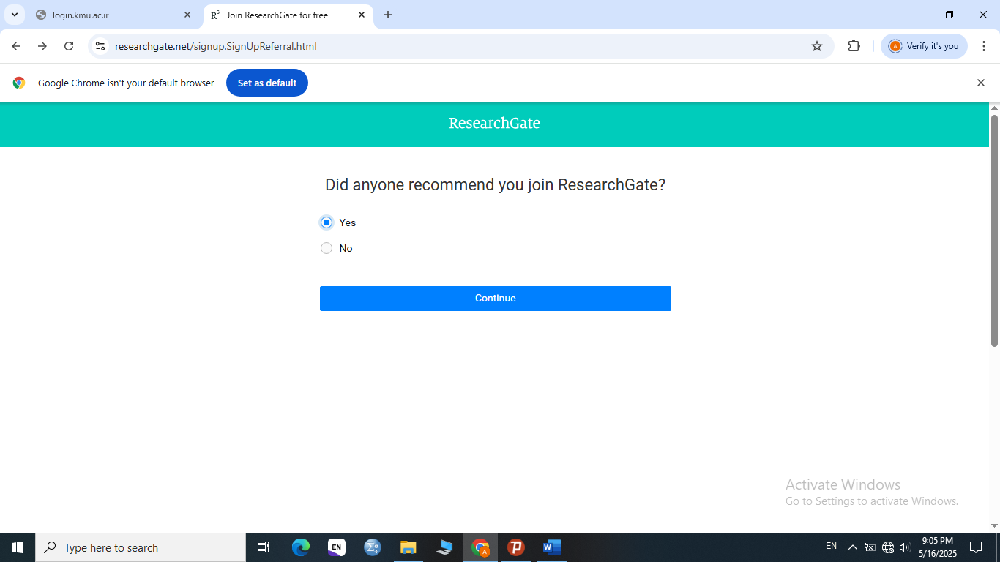 login.kmu.ac.ir
Join ResearchGate for free
researchgate.net/signup.SignUpReferral.html
Verify it's you
Google Chrome isn't your default browser
Set as default
ResearchGate
Did anyone recommend you join ResearchGate?
Yes
No
Continue
Activate Windows
Go to Settings to activate Windows.
Type here to search
EN
EN
9:05 PM
5/16/2025